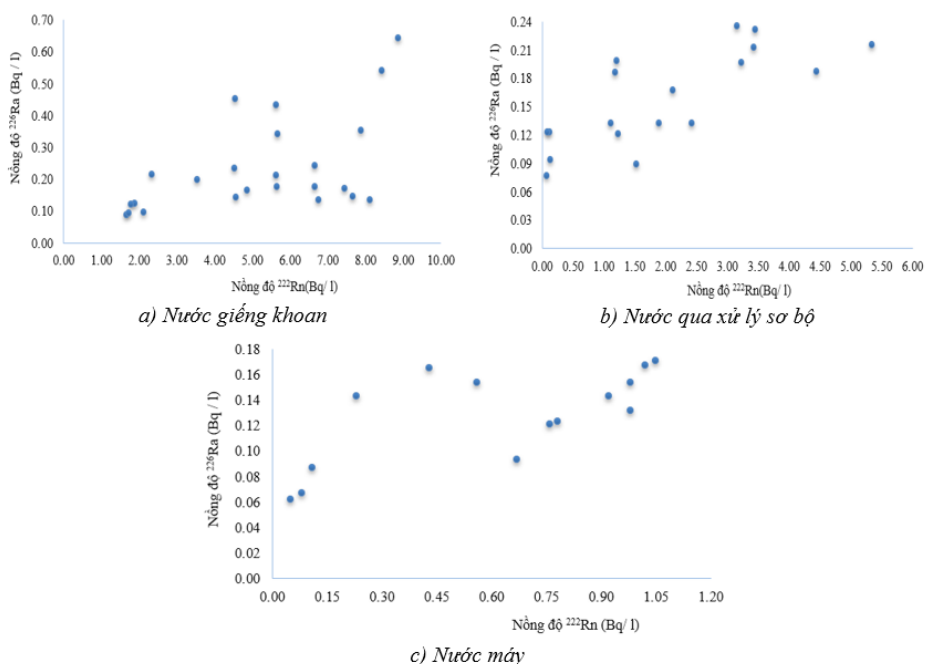 0.70
0.60
0.50
0.40
0.30
0.20
0.10
0.00
Nồng độ ²²⁶Ra (Bq / l)
0.00 1.00 2.00 3.00 4.00 5.00 6.00 7.00 8.00 9.00 10.00
Nồng độ ²²²Rn(Bq/ l)
a) Nước giếng khoan
0.24
0.21
0.18
0.15
0.12
0.09
0.06
0.03
0.00
Nồng độ ²²⁶Ra (Bq / l)
0.00 0.50 1.00 1.50 2.00 2.50 3.00 3.50 4.00 4.50 5.00 5.50 6.00
Nồng độ ²²²Rn(Bq/ l)
b) Nước qua xử lý sơ bộ
0.18
0.16
0.14
0.12
0.10
0.08
0.06
0.04
0.02
0.00
Nồng độ ²²⁶Ra (Bq / l)
0.00 0.15 0.30 0.45 0.60 0.75 0.90 1.05 1.20
Nồng độ ²²²Rn (Bq/ l)
c) Nước máy